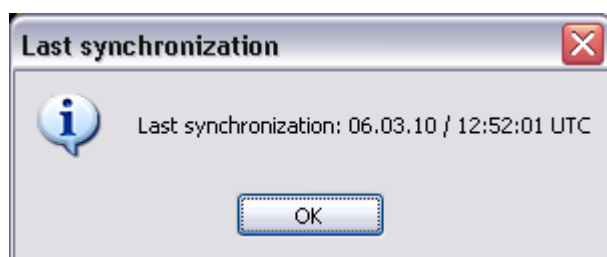 Last synchronization
Last synchronization: 06.03.10 / 12:52:01 UTC
OK